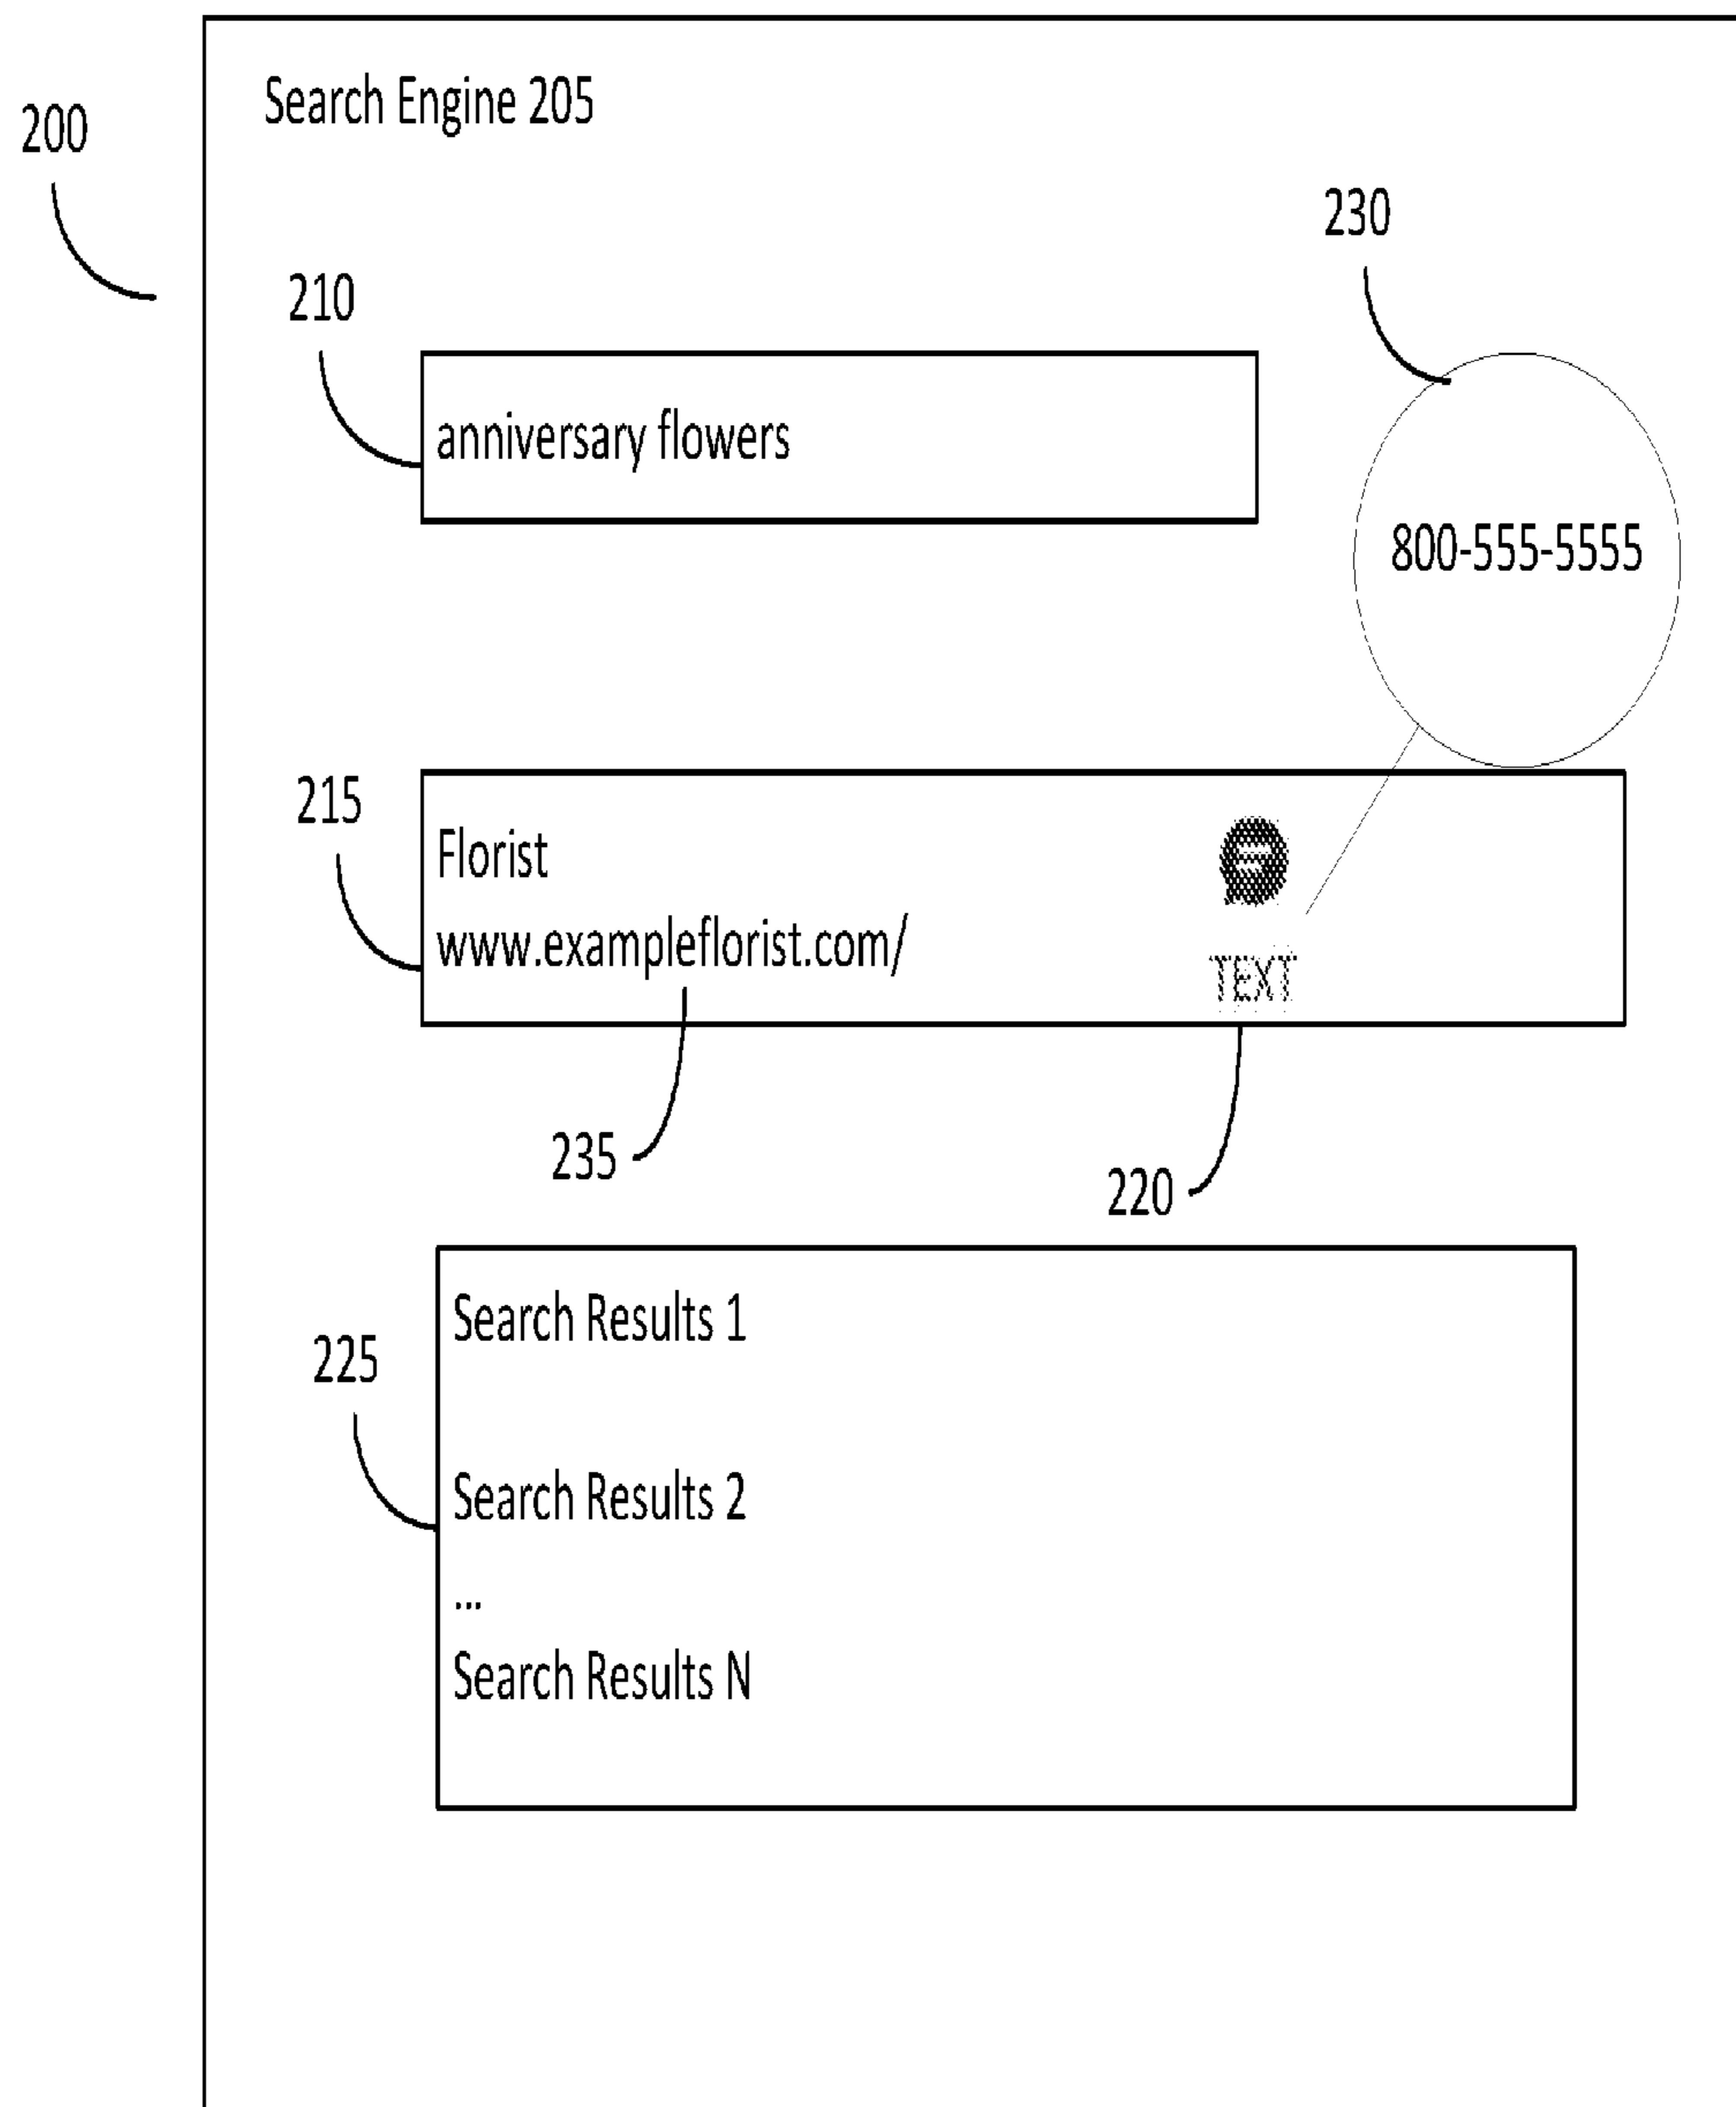 Search Engine 205
200
230
210
anniversary flowers
800-555-5555
215
Florist
www.exampleflorist.com/
TEXT
235
220
Search Results 1
225
Search Results 2
...
Search Results N